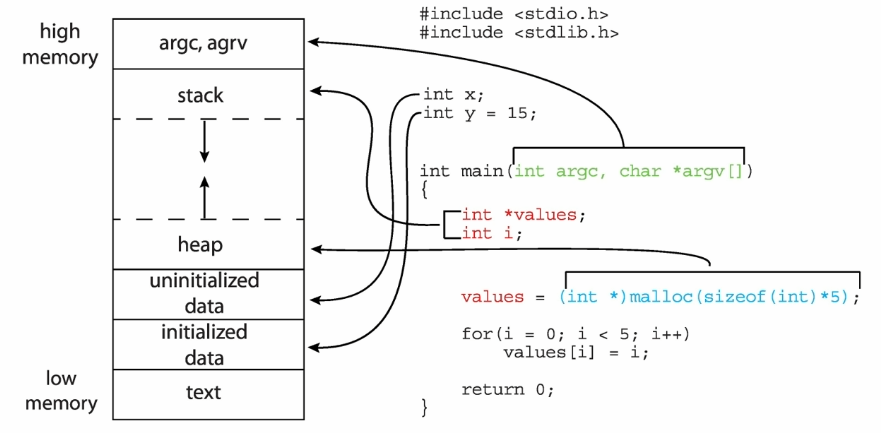 high
memory
argc, agrv
stack
heap
uninitialized
data
initialized
data
low
memory
text
#include <stdio.h>
#include <stdlib.h>
int x;
int y = 15;
int main(int argc, char *argv[])
{
int *values;
int i;
values = (int *)malloc(sizeof(int)*5);
for(i = 0; i < 5; i++)
values[i] = i;
return 0;
}